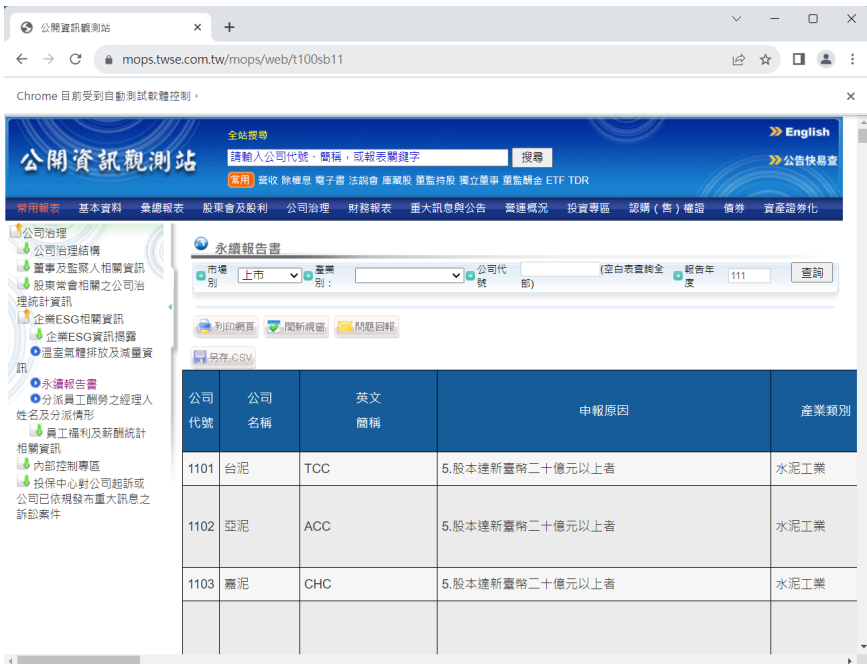 公開資訊觀測站
mops.twse.com.tw/mops/web/t100sb11
Chrome 目前受到自動測試軟體控制。
全站搜尋
公開資訊觀測站
請輸入公司代號、簡稱，或報表關鍵字
搜尋
常用 營收 除權息 電子書 法說會 庫藏股 董監持股 獨立董事 董監酬金 ETF TDR
English
公告快易查
常用報表 基本資料 彙總報表 股東會及股利 公司治理 財務報表 重大訊息與公告 營運概況 投資專區 認購（售）權證 債券 資產證券化
公司治理
公司治理結構
董事及監察人相關資訊
股東常會相關之公司治
理統計資訊
企業ESG相關資訊
企業ESG資訊揭露
溫室氣體排放及減量資
訊
永續報告書
分派員工酬勞之經理人
姓名及分派情形
員工福利及薪酬統計
相關資訊
內部控制專區
投保中心對公司起訴或
公司已依規發布重大訊息之
訴訟案件
永續報告書
市場別 上市 產業別： 公司代號 (空白表查詢全部) 報告年度 111 查詢
列印網頁 開新視窗 問題回報
另存CSV
公司代號 公司名稱 英文簡稱 申報原因 產業類別
1101 台泥 TCC 5.股本達新臺幣二十億元以上者 水泥工業
1102 亞泥 ACC 5.股本達新臺幣二十億元以上者 水泥工業
1103 嘉泥 CHC 5.股本達新臺幣二十億元以上者 水泥工業